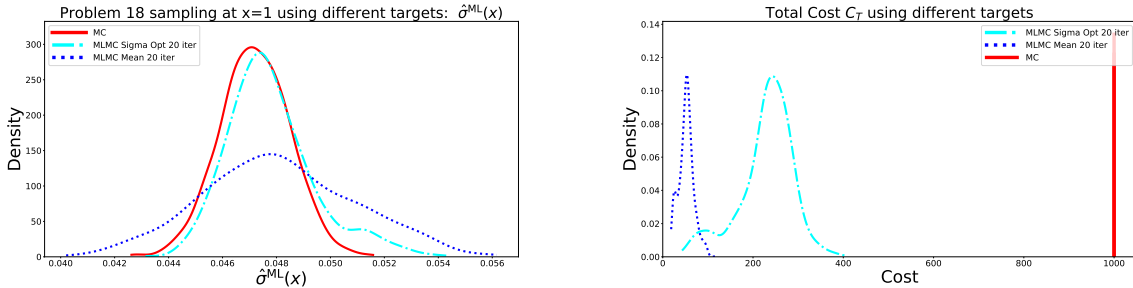 Problem 18 sampling at x=1 using different targets: σ̂^ML(x)
MC
MLMC Sigma Opt 20 iter
MLMC Mean 20 iter
Density
300
250
200
150
100
50
0
0.040 0.042 0.044 0.046 0.048 0.050 0.052 0.054 0.056
σ̂^ML(x)
Total Cost C_T using different targets
MLMC Sigma Opt 20 iter
MLMC Mean 20 iter
MC
Density
0.14
0.12
0.10
0.08
0.06
0.04
0.02
0.00
0 200 400 600 800 1000
Cost